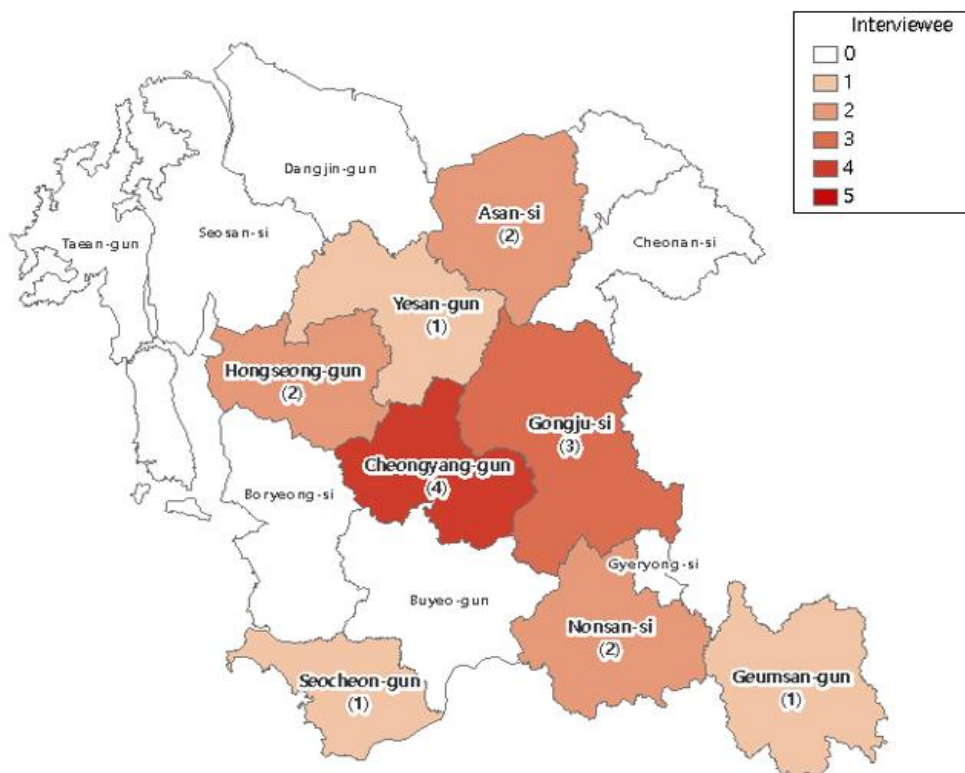 Interviewee
0
1
2
3
4
5
Dangjin-gun
Asan-si
(2)
Seosan-si
Taean-gun
Cheonan-si
Yesan-gun
(1)
Hongseong-gun
(2)
Gongju-si
(3)
Cheongyang-gun
(4)
Boryeong-si
Gyeryong-si
Buyeo-gun
Nonsan-si
(2)
Seocheon-gun
(1)
Geumsan-gun
(1)